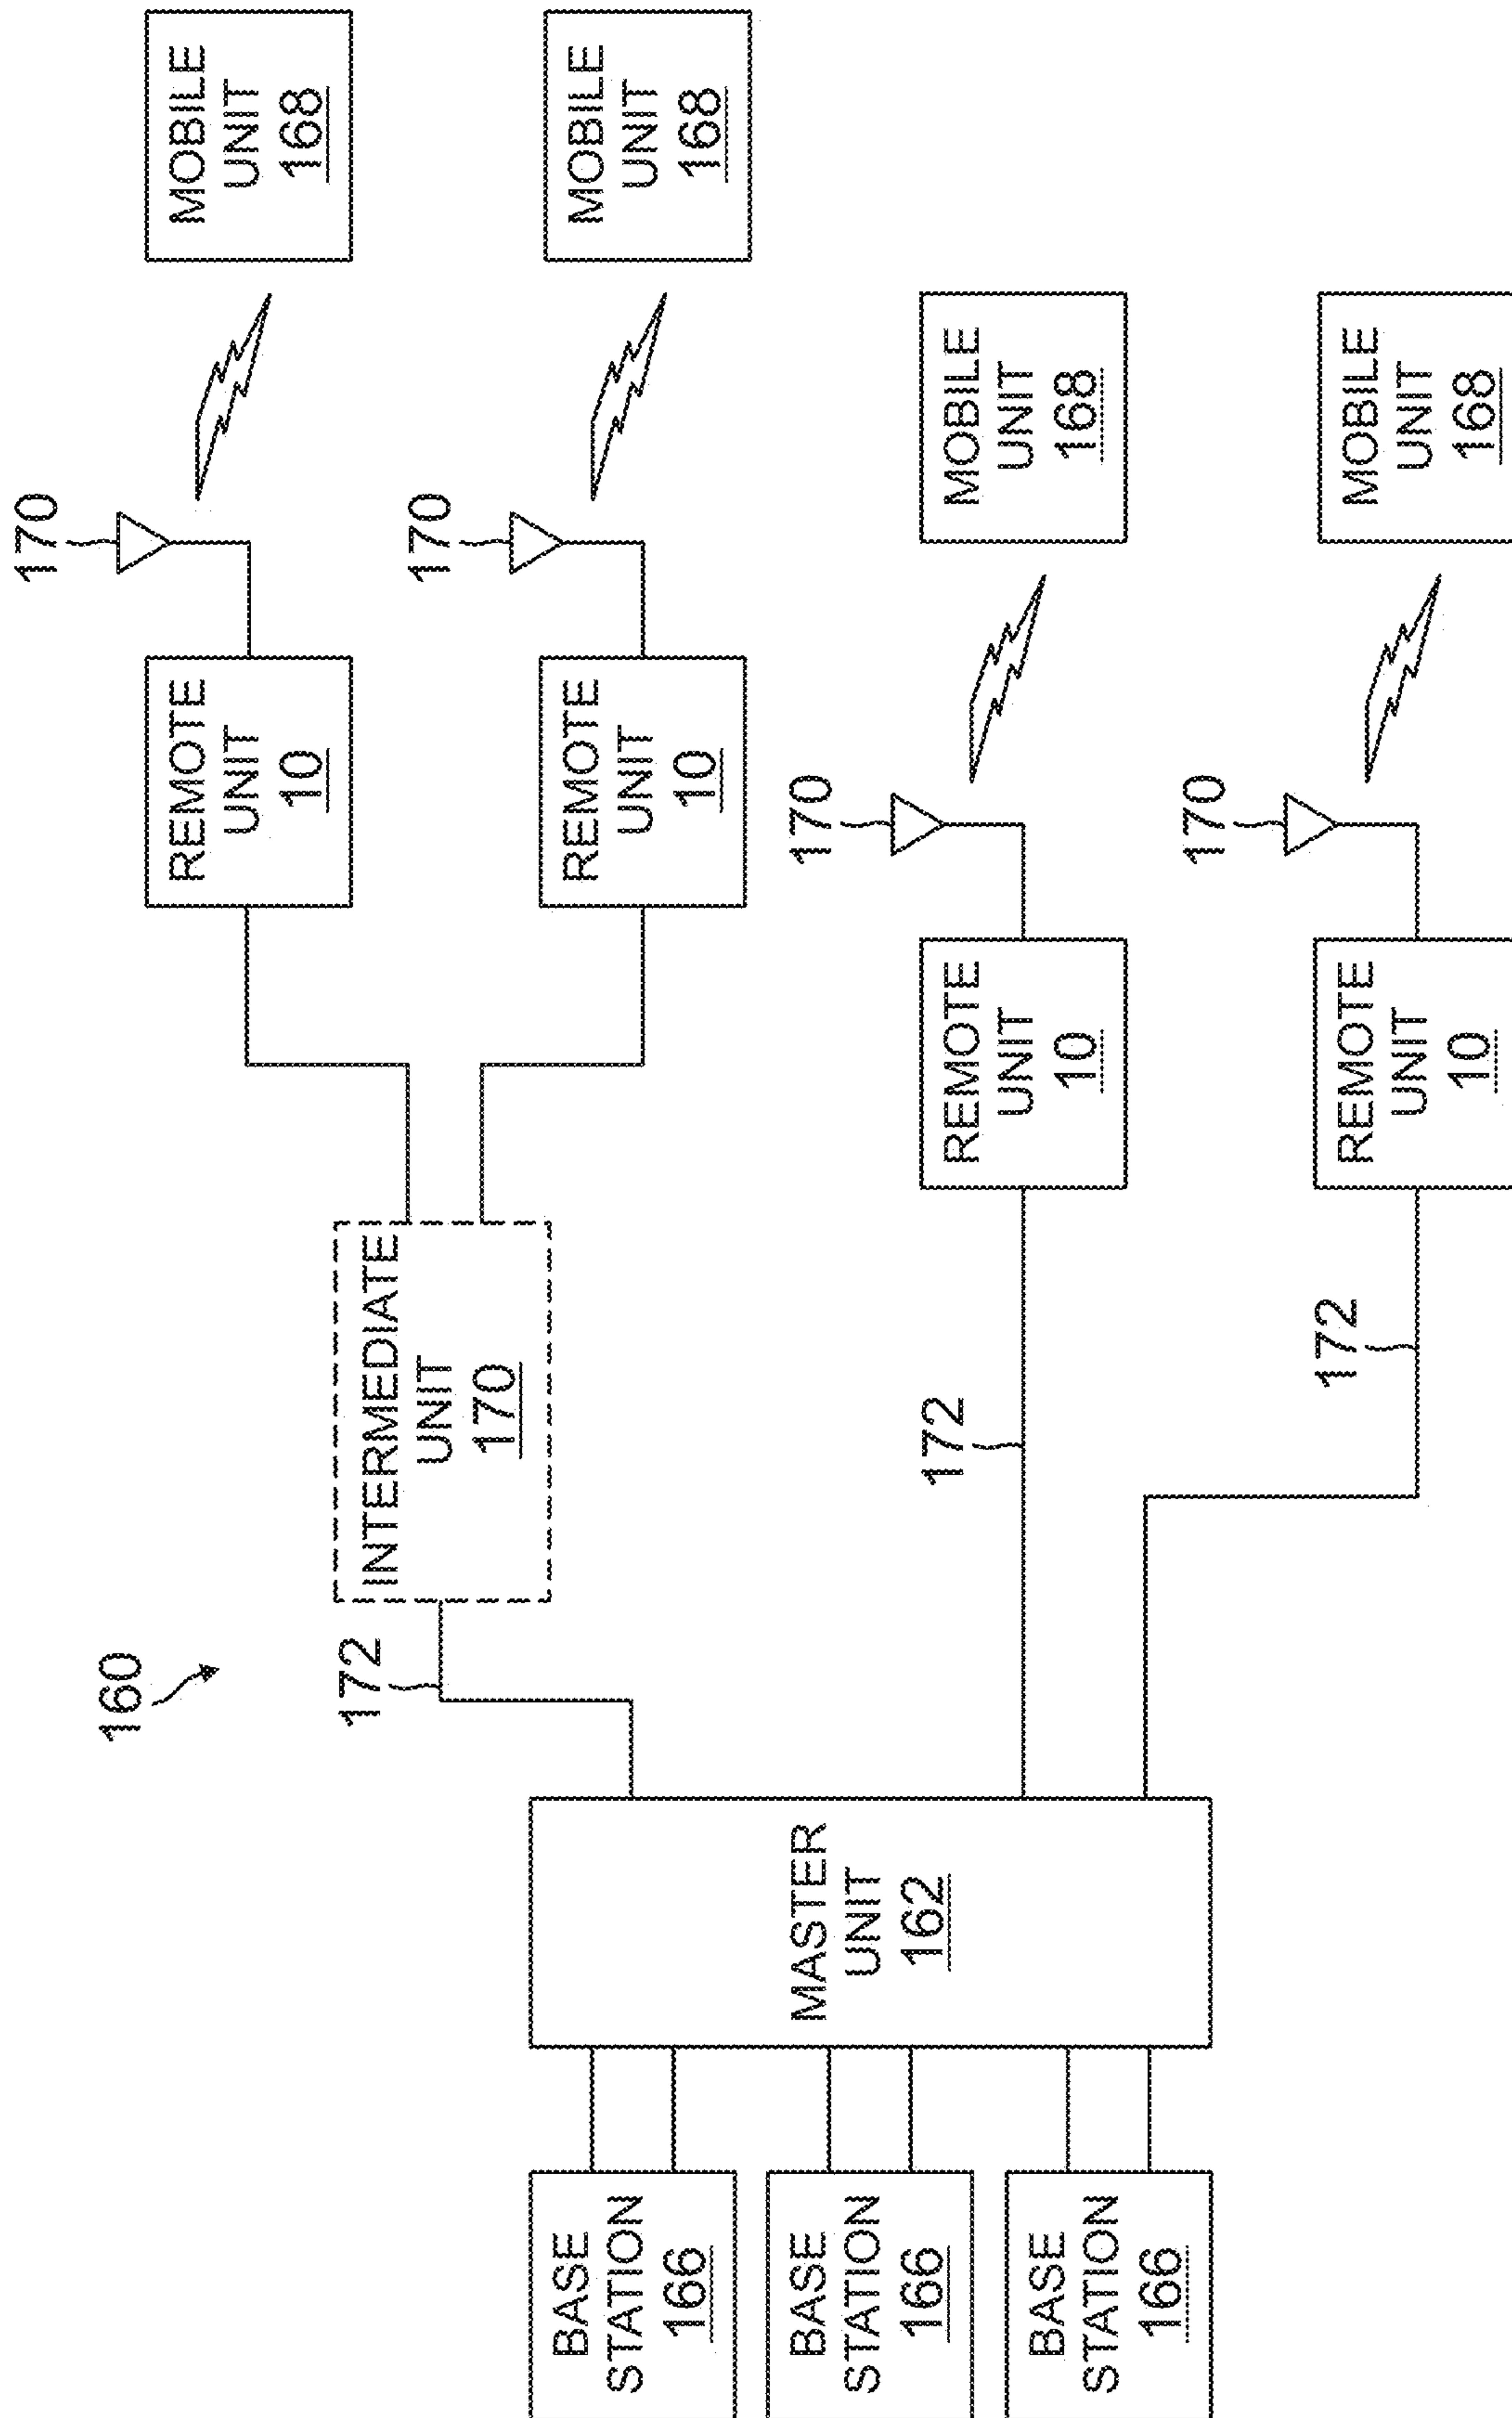 160
BASE
STATION
166
BASE
STATION
166
BASE
STATION
166
MASTER
UNIT
162
172
172
172
INTERMEDIATE
UNIT
170
REMOTE
UNIT
10
REMOTE
UNIT
10
REMOTE
UNIT
10
REMOTE
UNIT
10
170
170
170
170
MOBILE
UNIT
168
MOBILE
UNIT
168
MOBILE
UNIT
168
MOBILE
UNIT
168